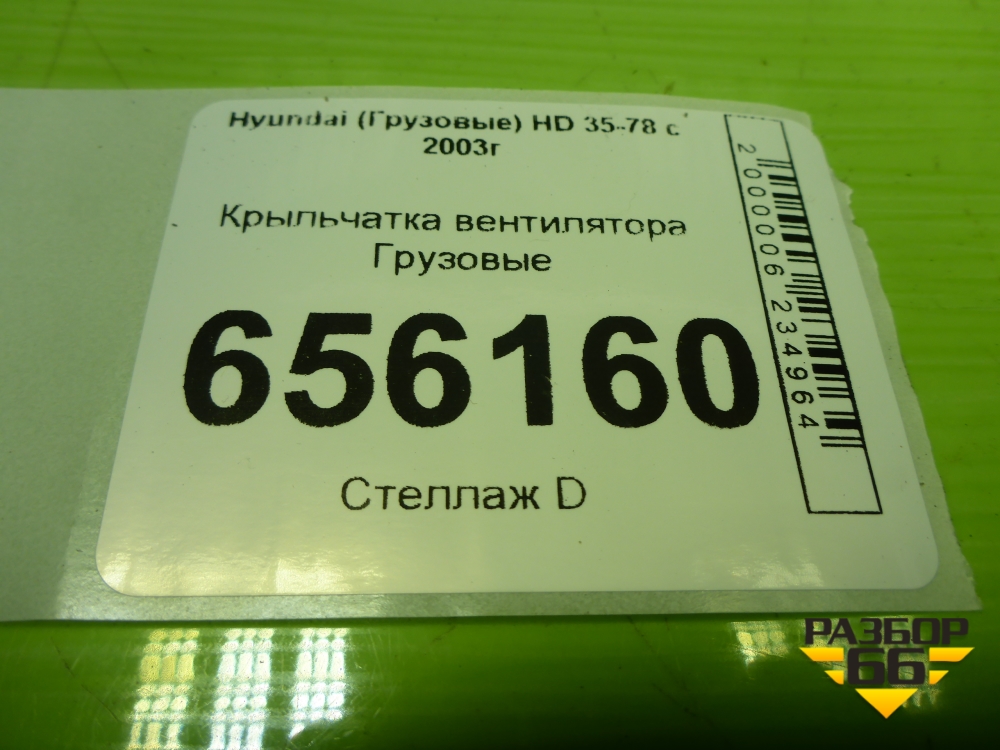 Hyundai (Грузовые) HD 35-78 с
2003г
Крыльчатка вентилятора
Грузовые
656160
Стеллаж D
2000006234964
РАЗБОР
66